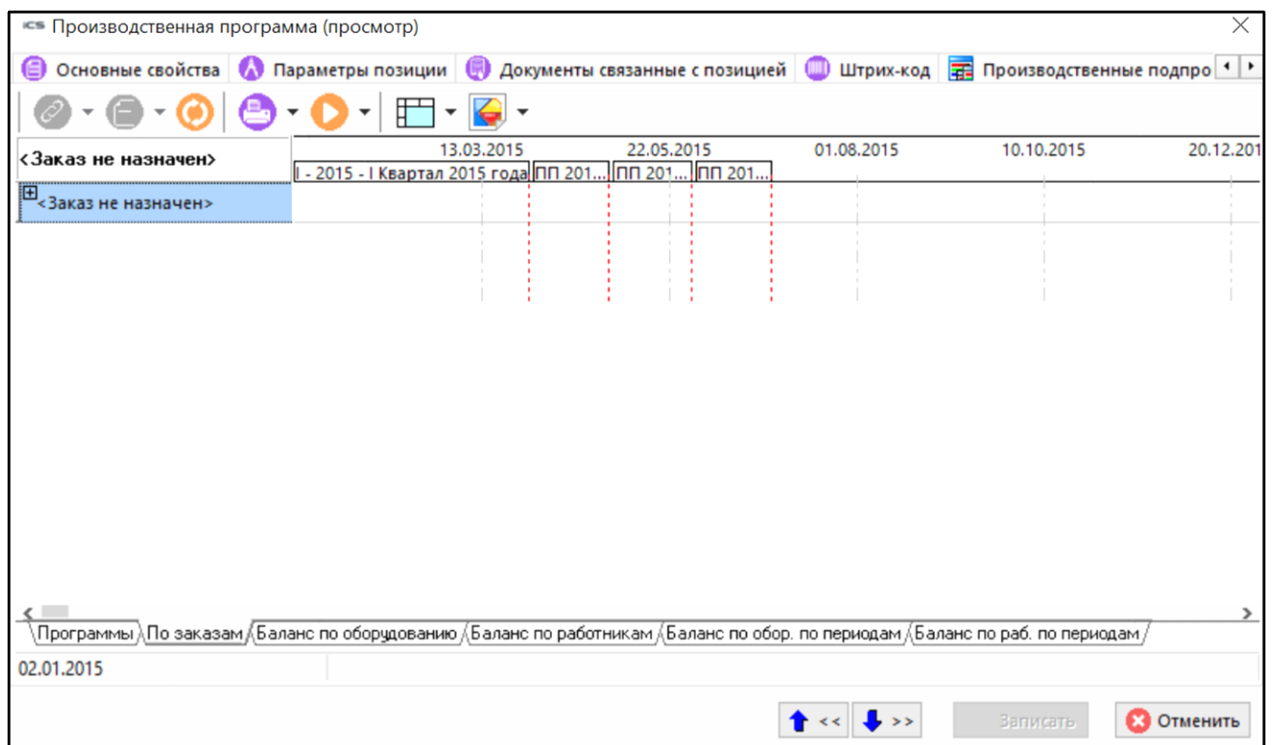 iCS Производственная программа (просмотр)
Основные свойства Параметры позиции Документы связанные с позицией Штрих-код Производственные подпро
<Заказ не назначен> 13.03.2015 22.05.2015 01.08.2015 10.10.2015 20.12.201
I - 2015 - I Квартал 2015 года ПП 201... ПП 201... ПП 201...
<Заказ не назначен>
Программы По заказам Баланс по оборудованию Баланс по работникам Баланс по обор. по периодам Баланс по раб. по периодам
02.01.2015
<< >> Записать Отменить